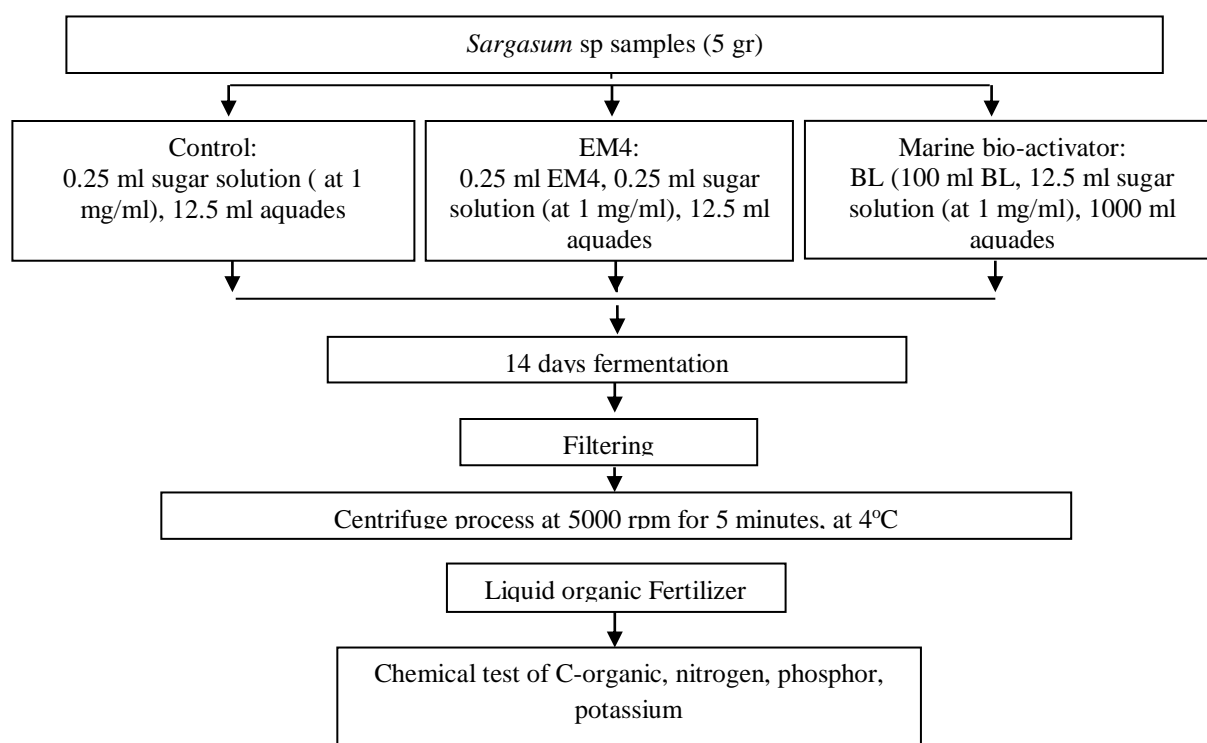 Sargasum sp samples (5 gr)
Control:
0.25 ml sugar solution ( at 1
mg/ml), 12.5 ml aquades
EM4:
0.25 ml EM4, 0.25 ml sugar
solution (at 1 mg/ml), 12.5 ml
aquades
Marine bio-activator:
BL (100 ml BL, 12.5 ml sugar
solution (at 1 mg/ml), 1000 ml
aquades
14 days fermentation
Filtering
Centrifuge process at 5000 rpm for 5 minutes, at 4ºC
Liquid organic Fertilizer
Chemical test of C-organic, nitrogen, phosphor,
potassium